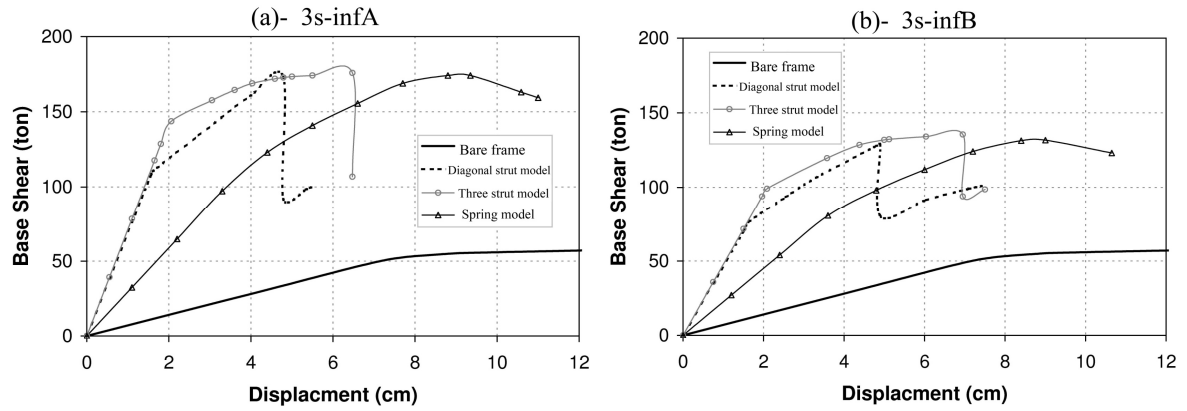 (a)- 3s-infA
200
150
100
50
0
0 2 4 6 8 10 12
Base Shear (ton)
Displacment (cm)
Bare frame
Diagonal strut model
Three strut model
Spring model
(b)- 3s-infB
200
150
100
50
0
0 2 4 6 8 10 12
Base Shear (ton)
Displacment (cm)
Bare frame
Diagonal strut model
Three strut model
Spring model